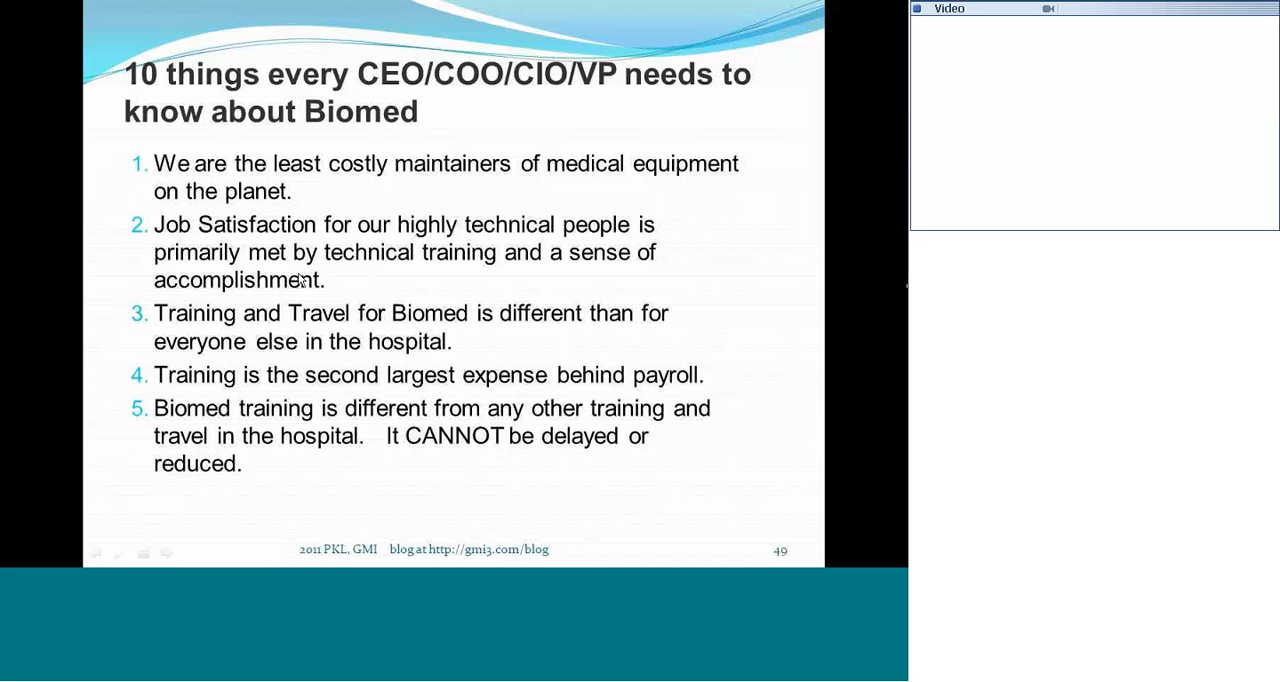 Video
10 things every CEO/COO/CIO/VP needs to
know about Biomed
1. We are the least costly maintainers of medical equipment
on the planet.
2. Job Satisfaction for our highly technical people is
primarily met by technical training and a sense of
accomplishment.
3. Training and Travel for Biomed is different than for
everyone else in the hospital.
4. Training is the second largest expense behind payroll.
5. Biomed training is different from any other training and
travel in the hospital. It CANNOT be delayed or
reduced.
2011 PKL, GMI blog at http://gmi3.com/blog 49